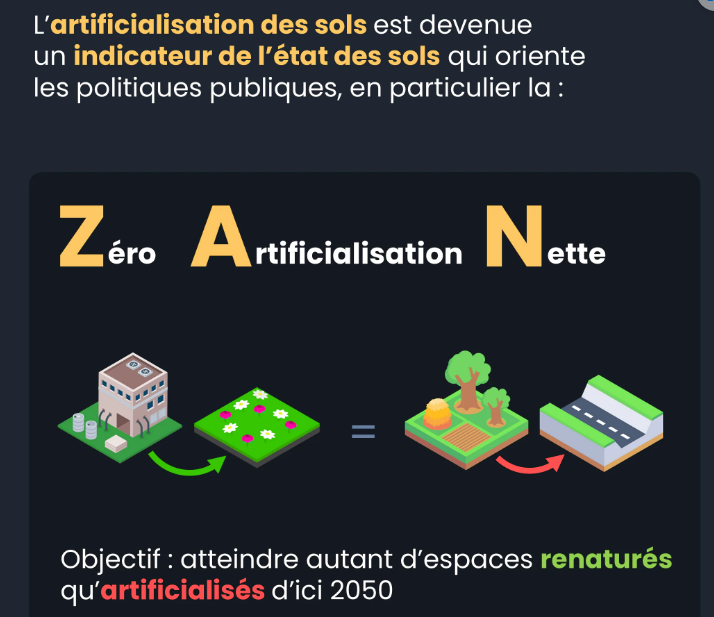 L’artificialisation des sols est devenue
un indicateur de l’état des sols qui oriente
les politiques publiques, en particulier la :
Zéro Artificialisation Nette
=
Objectif : atteindre autant d’espaces renaturés
qu’artificialisés d’ici 2050